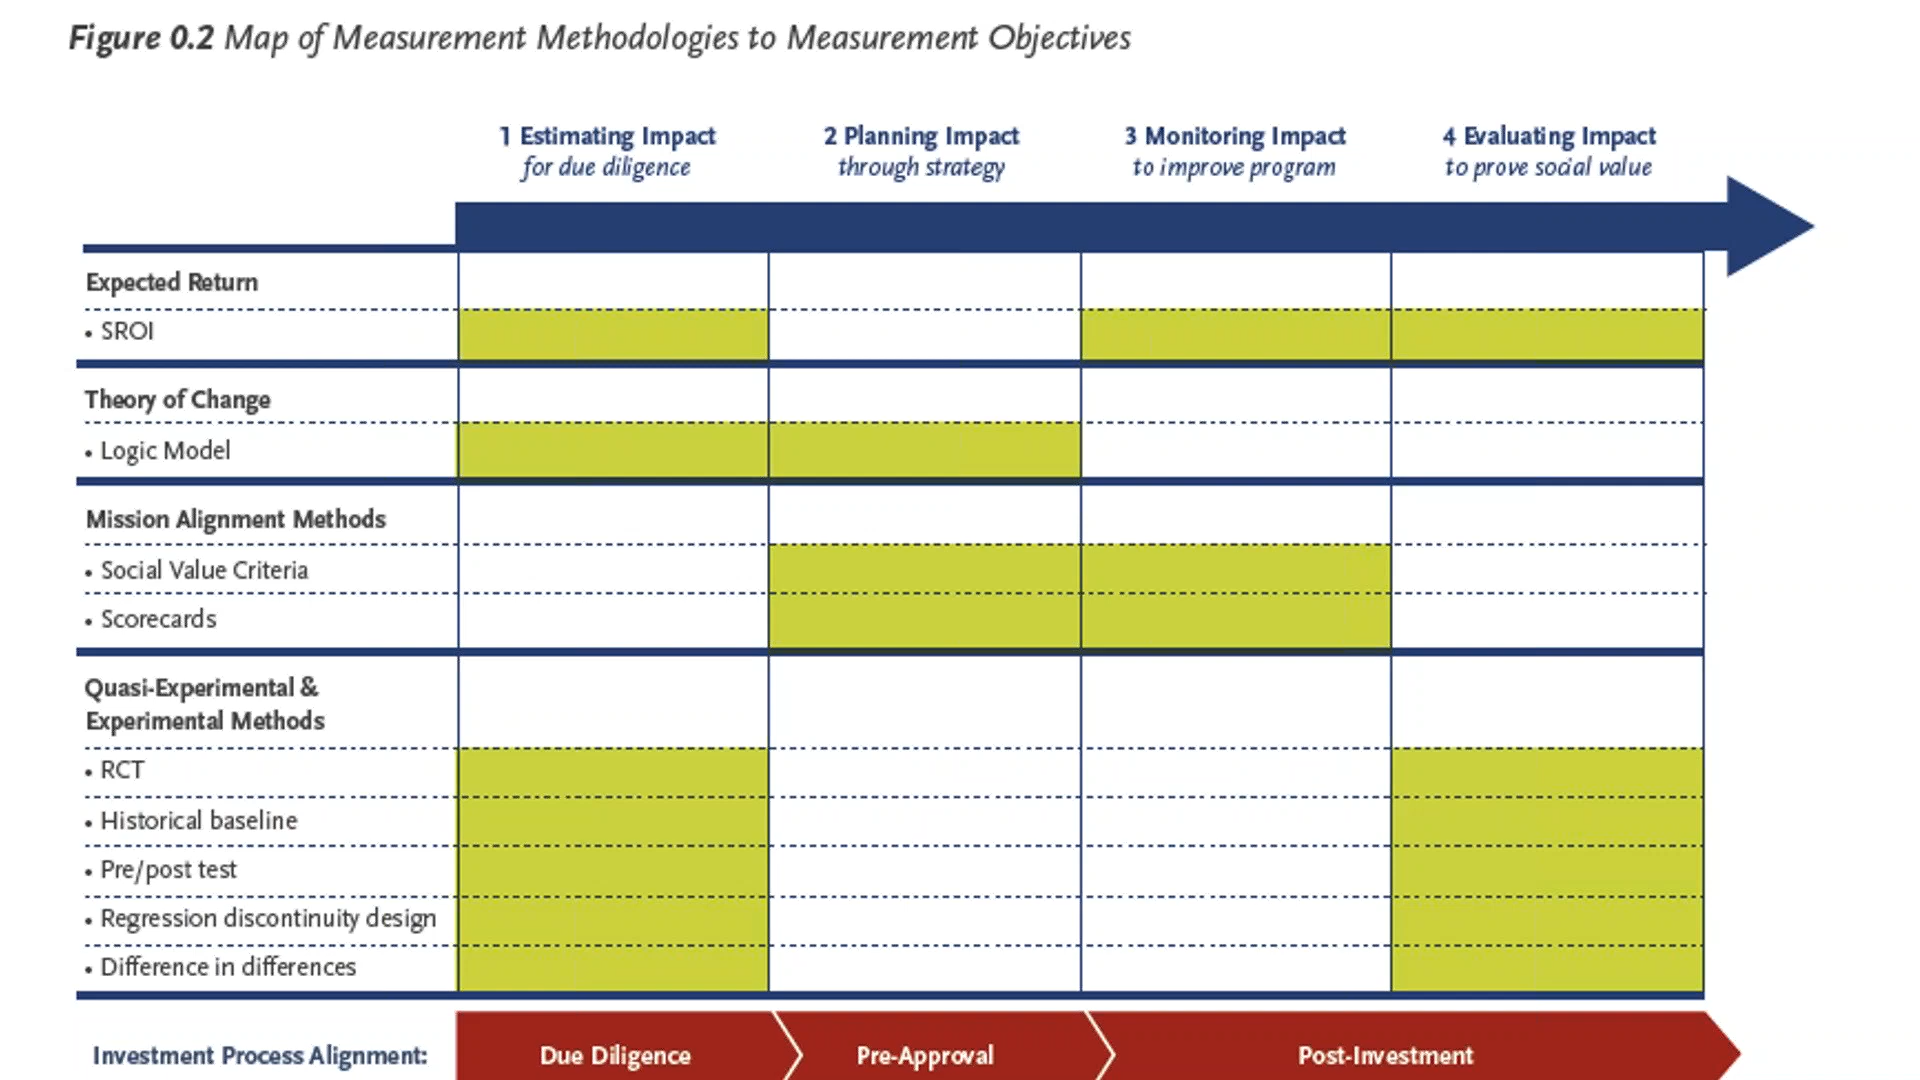 Figure 0.2 Map of Measurement Methodologies to Measurement Objectives
1 Estimating Impact
for due diligence
2 Planning Impact
through strategy
3 Monitoring Impact
to improve program
4 Evaluating Impact
to prove social value
Expected Return
• SROI
Theory of Change
• Logic Model
Mission Alignment Methods
• Social Value Criteria
• Scorecards
Quasi-Experimental &
Experimental Methods
• RCT
• Historical baseline
• Pre/post test
• Regression discontinuity design
• Difference in differences
Investment Process Alignment:
Due Diligence
Pre-Approval
Post-Investment